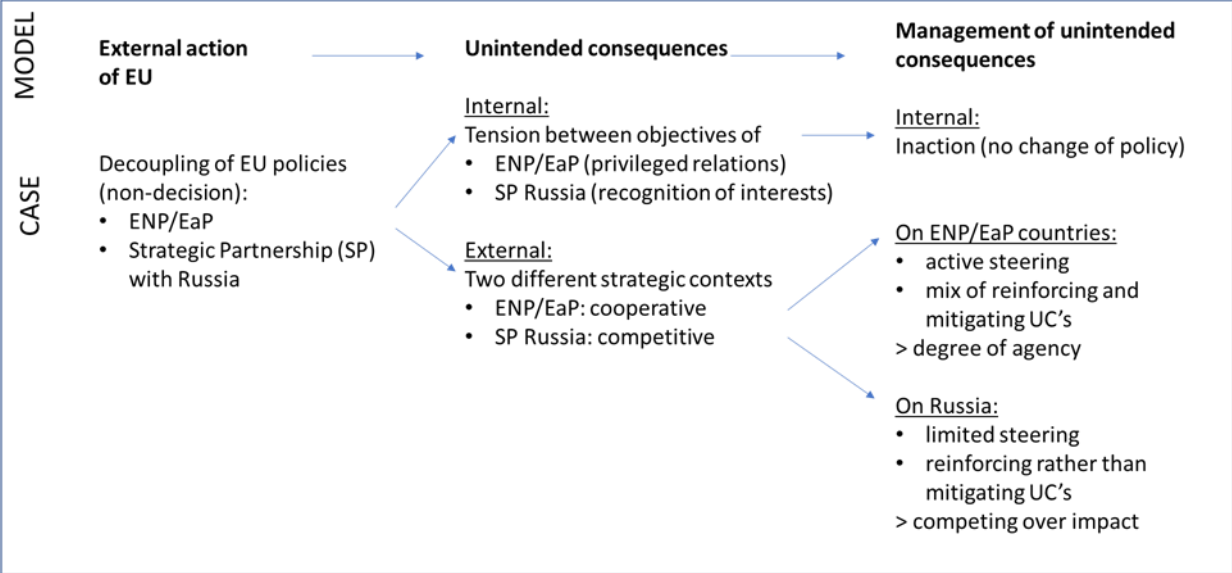 MODEL
External action
of EU
Unintended consequences
Management of unintended
consequences
CASE
Decoupling of EU policies
(non-decision):
• ENP/EaP
• Strategic Partnership (SP)
with Russia
Internal:
Tension between objectives of
• ENP/EaP (privileged relations)
• SP Russia (recognition of interests)
External:
Two different strategic contexts
• ENP/EaP: cooperative
• SP Russia: competitive
Internal:
Inaction (no change of policy)
On ENP/EaP countries:
• active steering
• mix of reinforcing and
mitigating UC's
> degree of agency
On Russia:
• limited steering
• reinforcing rather than
mitigating UC's
> competing over impact